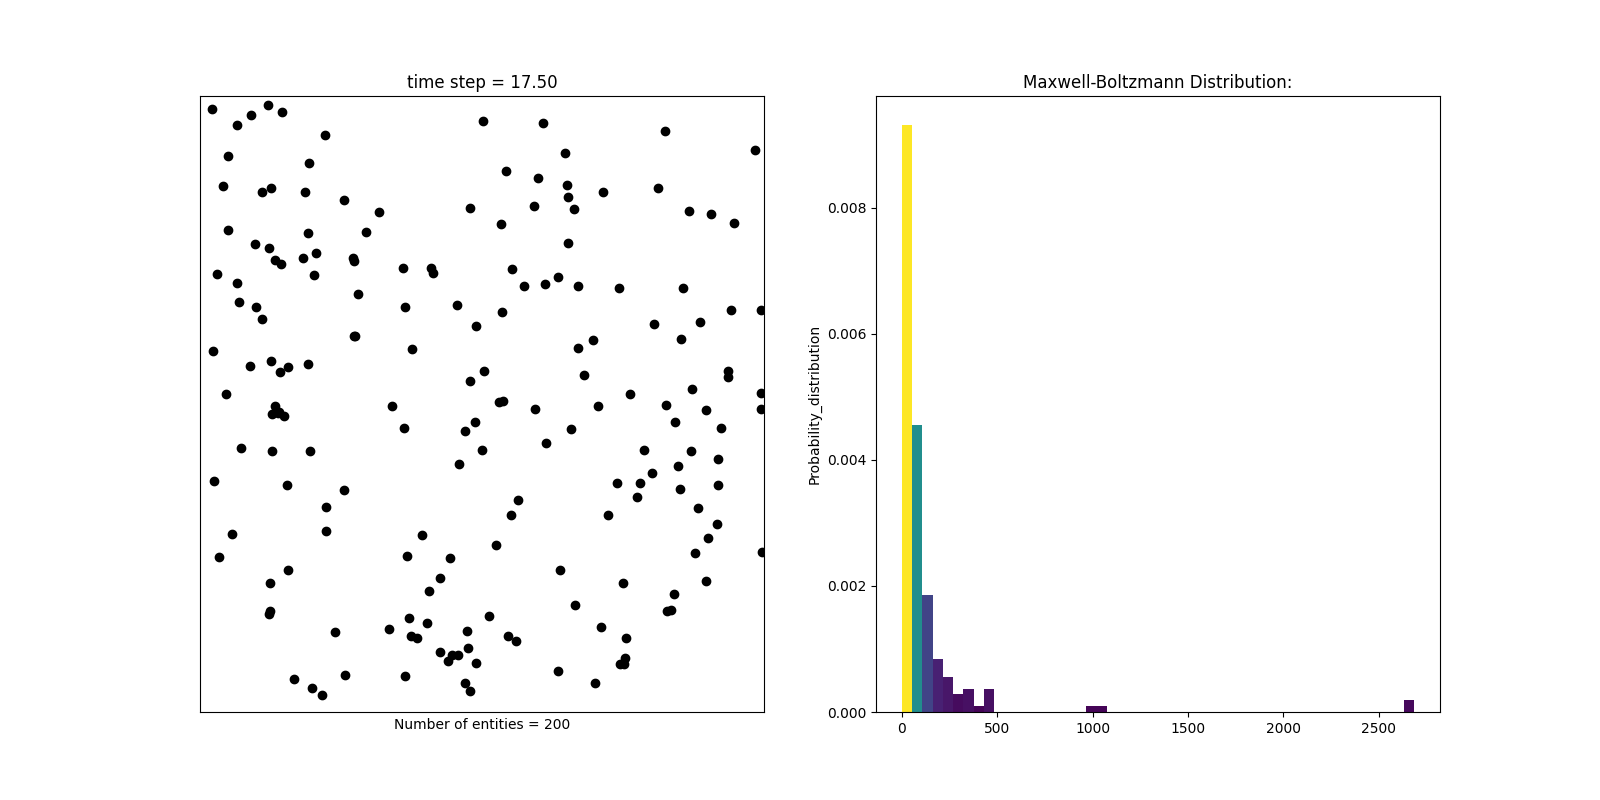 time step = 17.50
Number of entities = 200
Maxwell-Boltzmann Distribution:
Probability_distribution
0.008
0.006
0.004
0.002
0.000
0 500 1000 1500 2000 2500